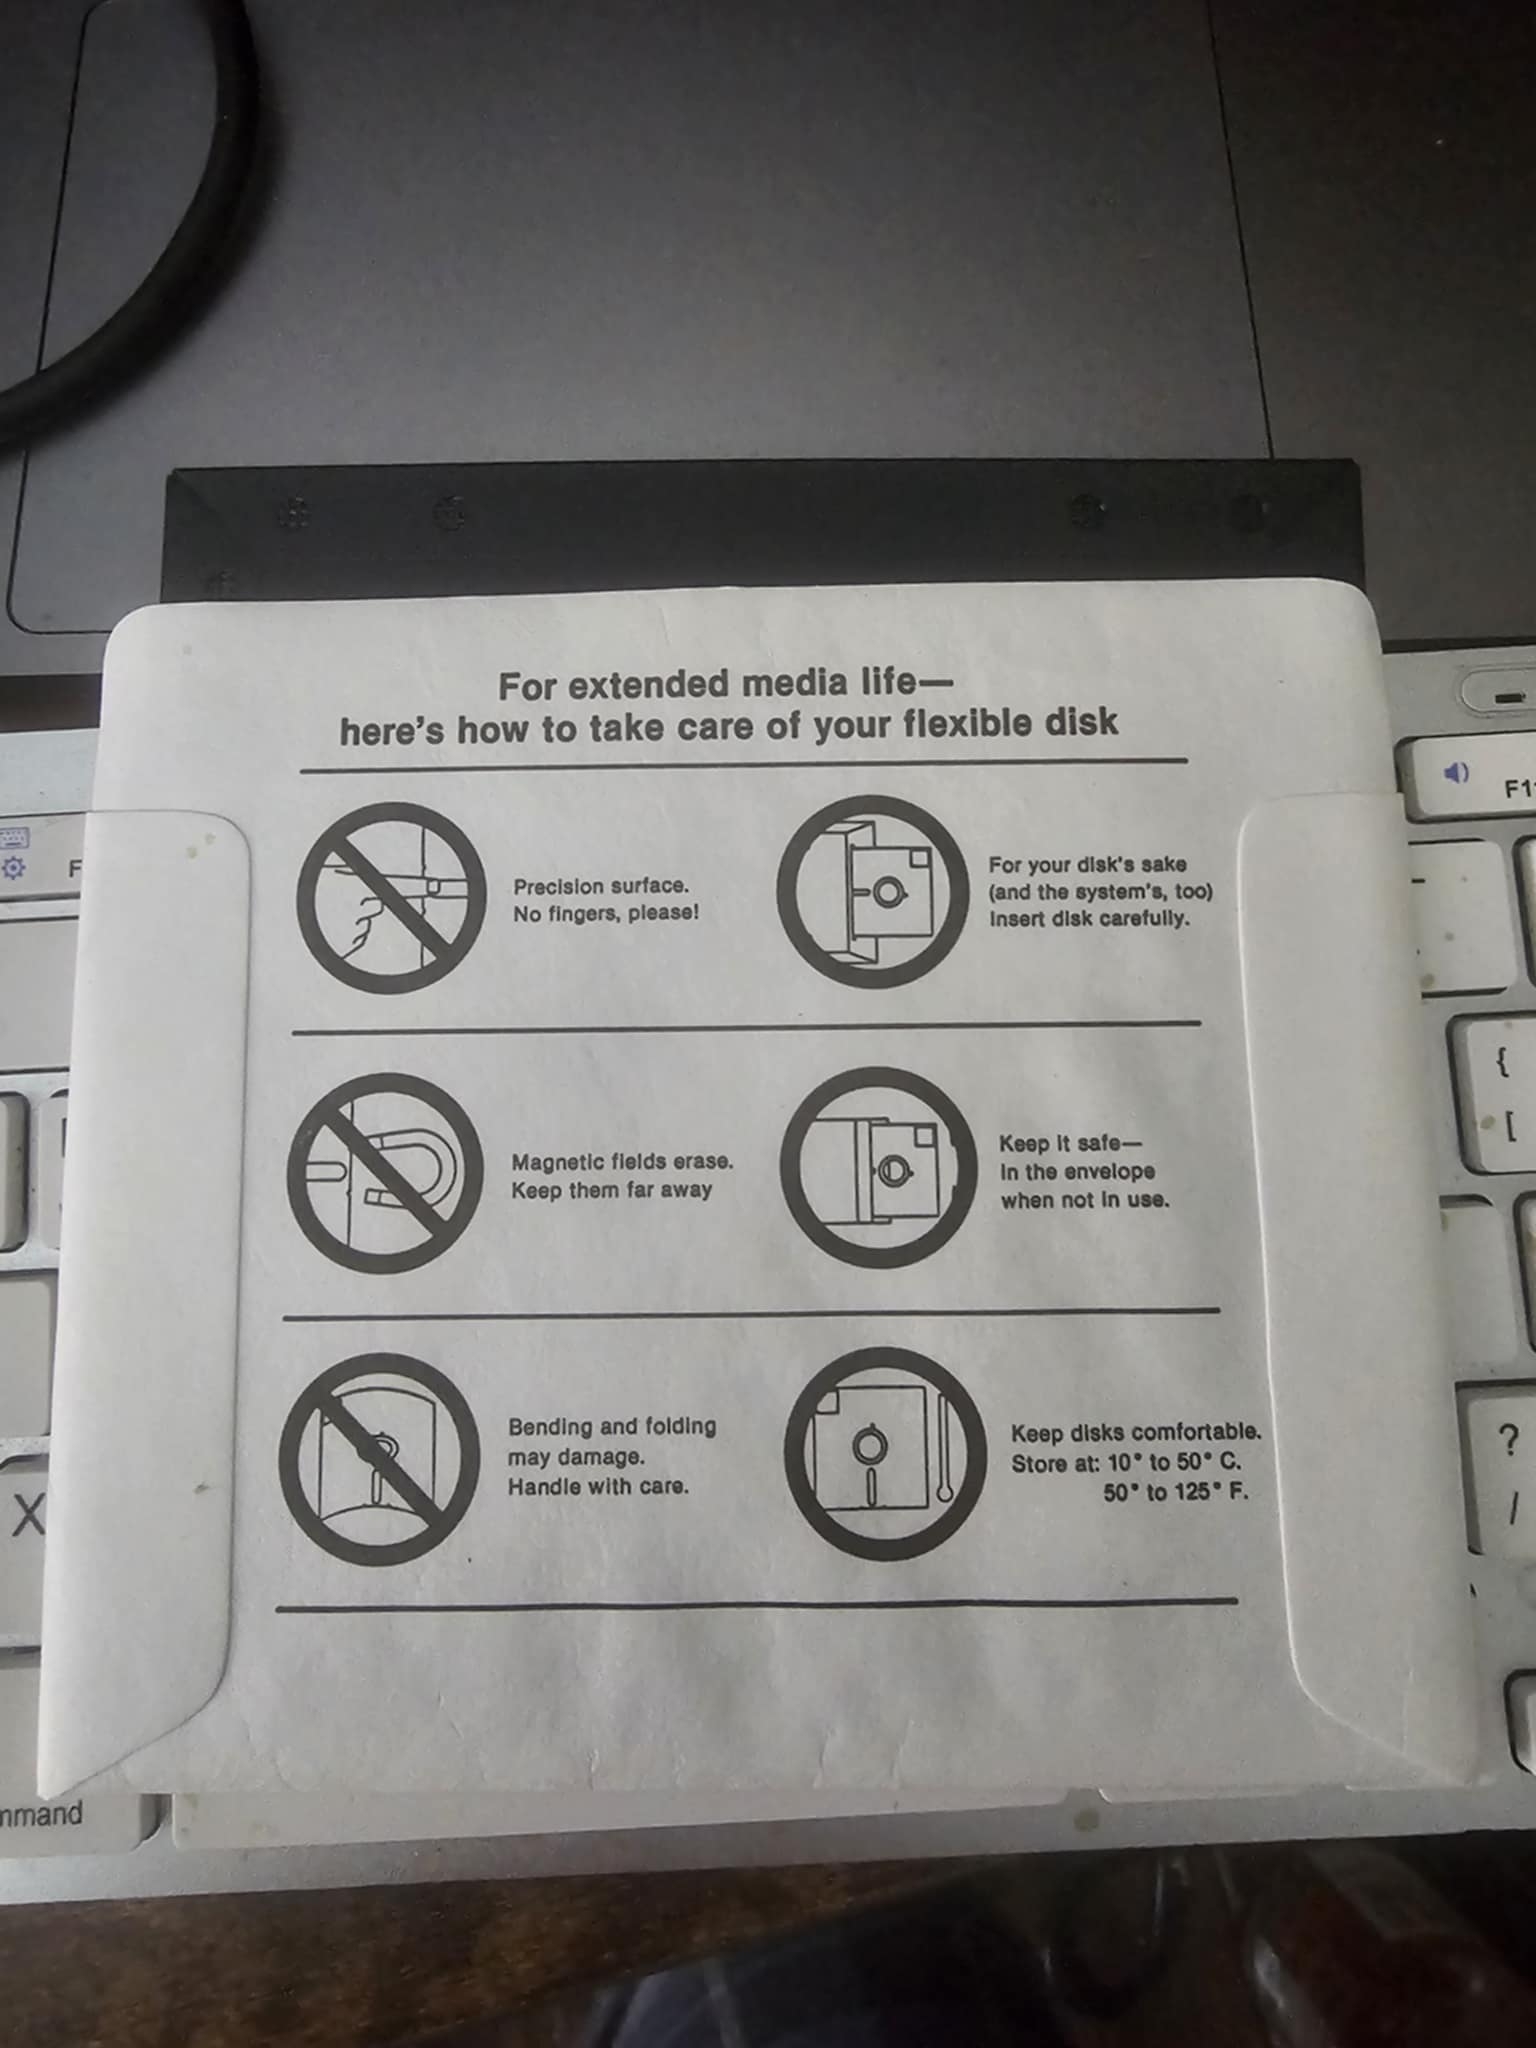 For extended media life—
here's how to take care of your flexible disk
Precision surface.
No fingers, please!
For your disk's sake
(and the system's, too)
Insert disk carefully.
Magnetic fields erase.
Keep them far away
Keep it safe—
In the envelope
when not in use.
Bending and folding
may damage.
Handle with care.
Keep disks comfortable.
Store at: 10° to 50° C.
50° to 125° F.
F
F11
-
{
[
?
/
X
mmand